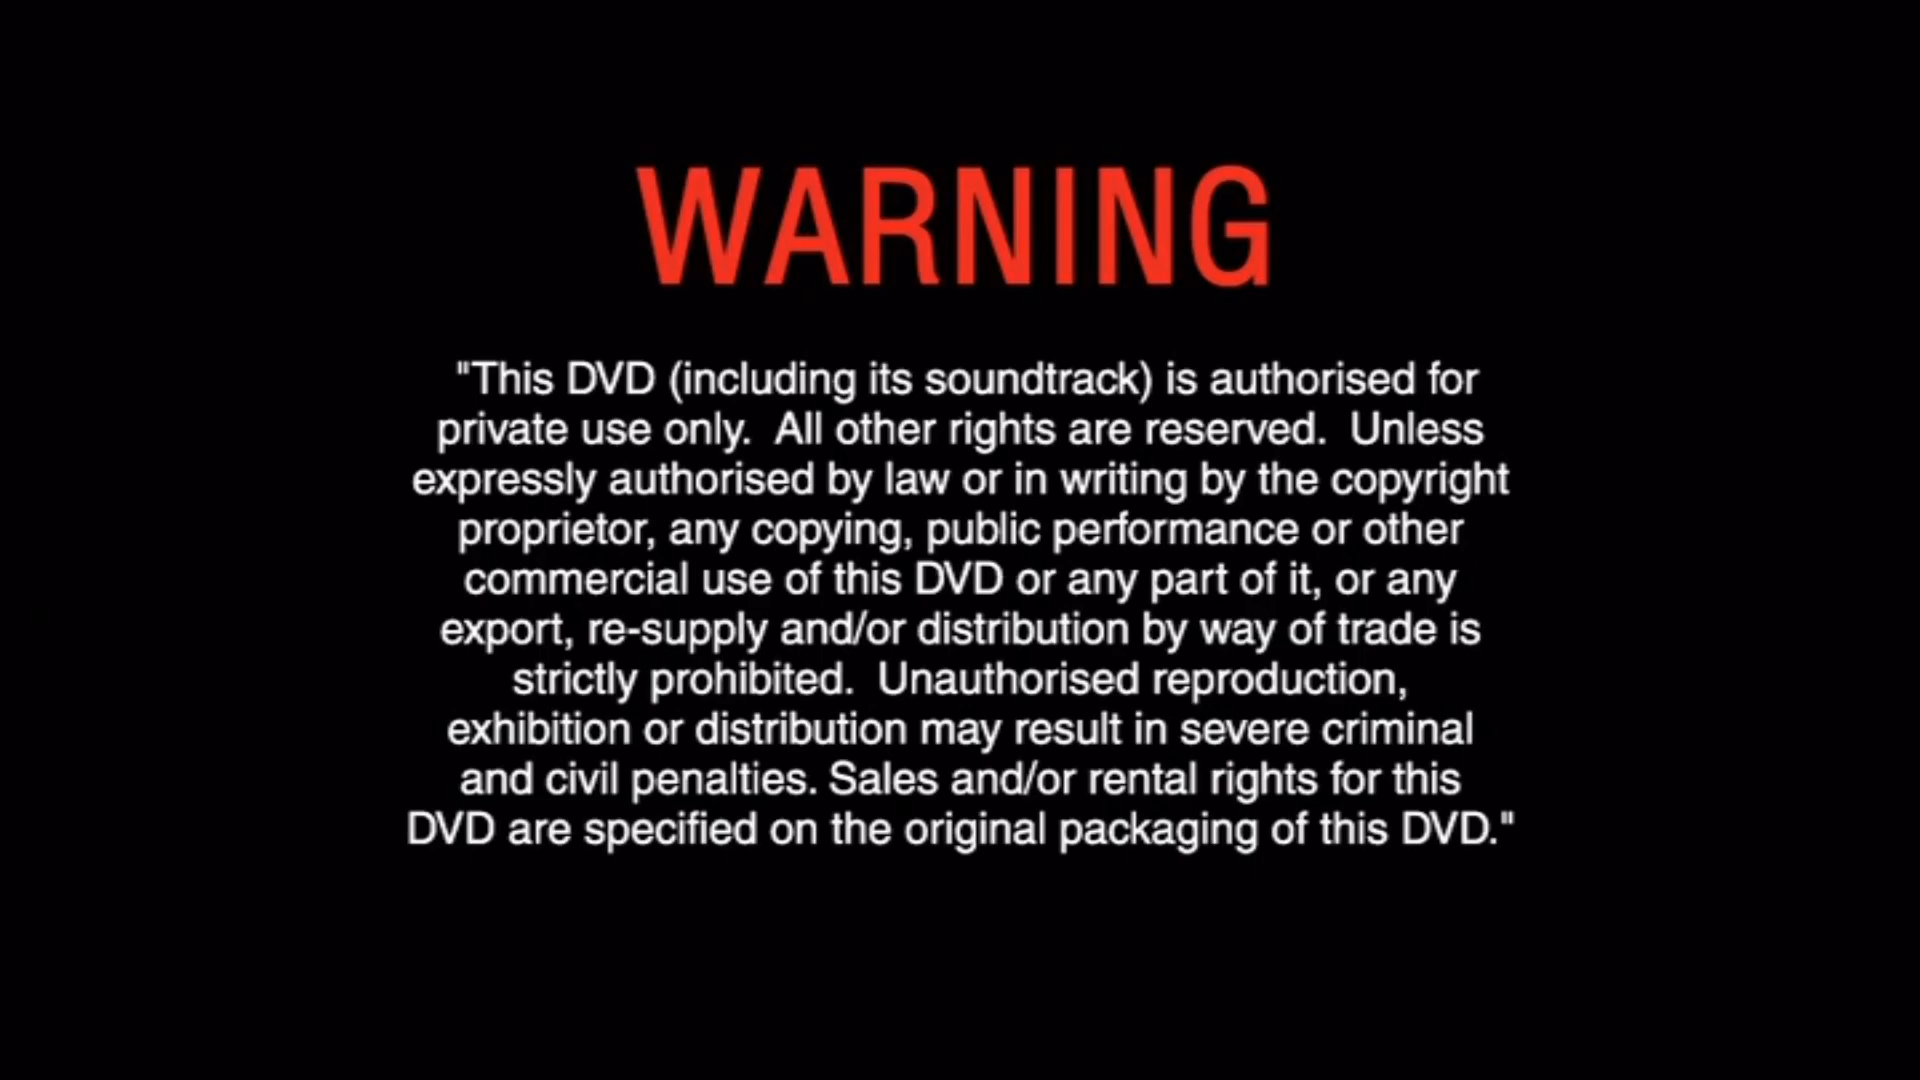 WARNING
"This DVD (including its soundtrack) is authorised for
private use only.  All other rights are reserved.  Unless
expressly authorised by law or in writing by the copyright
proprietor, any copying, public performance or other
commercial use of this DVD or any part of it, or any
export, re-supply and/or distribution by way of trade is
strictly prohibited.  Unauthorised reproduction,
exhibition or distribution may result in severe criminal
and civil penalties. Sales and/or rental rights for this
DVD are specified on the original packaging of this DVD."